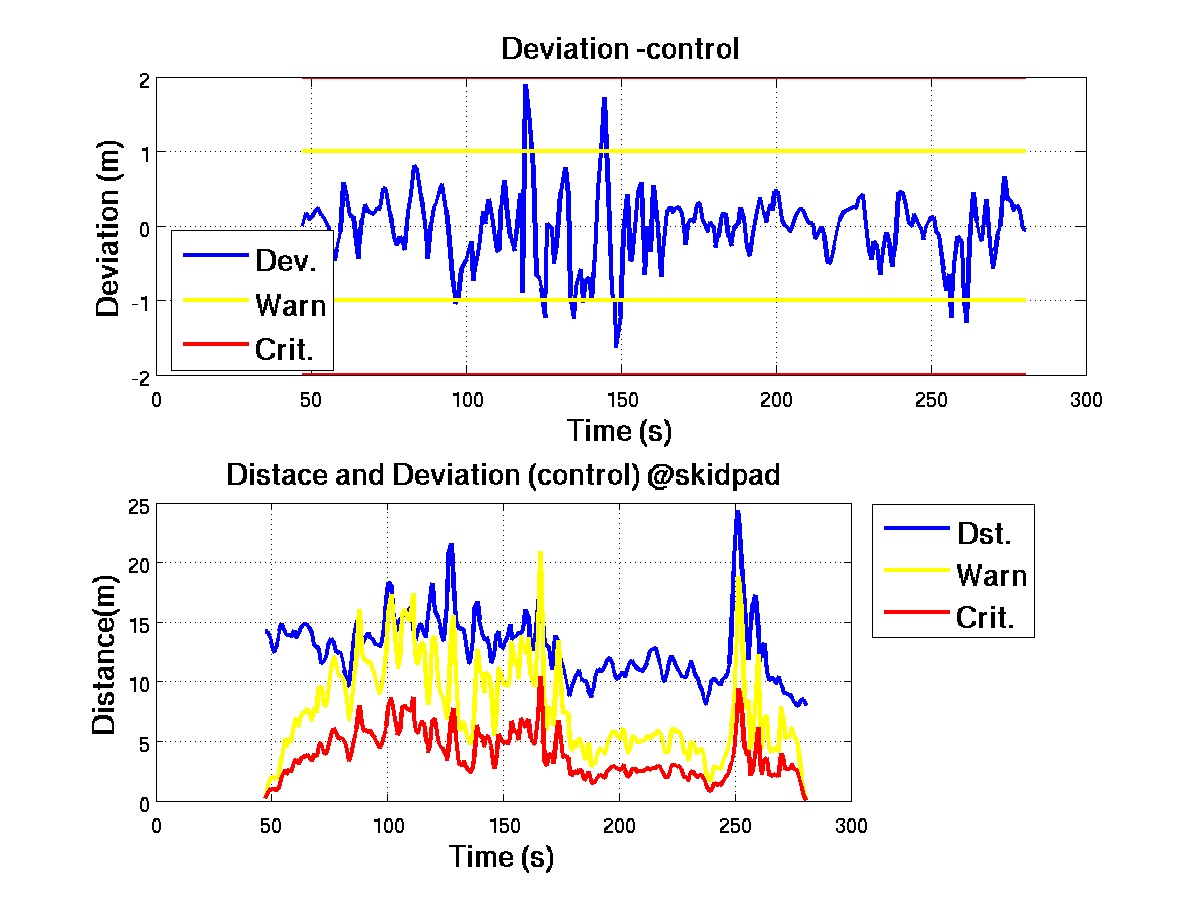 Deviation -control
2
1
0
-1
-2
Deviation (m)
Dev.
Warn
Crit.
0
50
100
150
200
250
300
Time (s)
Distace and Deviation (control) @skidpad
25
20
15
10
5
0
Distance(m)
Dst.
Warn
Crit.
0
50
100
150
200
250
300
Time (s)